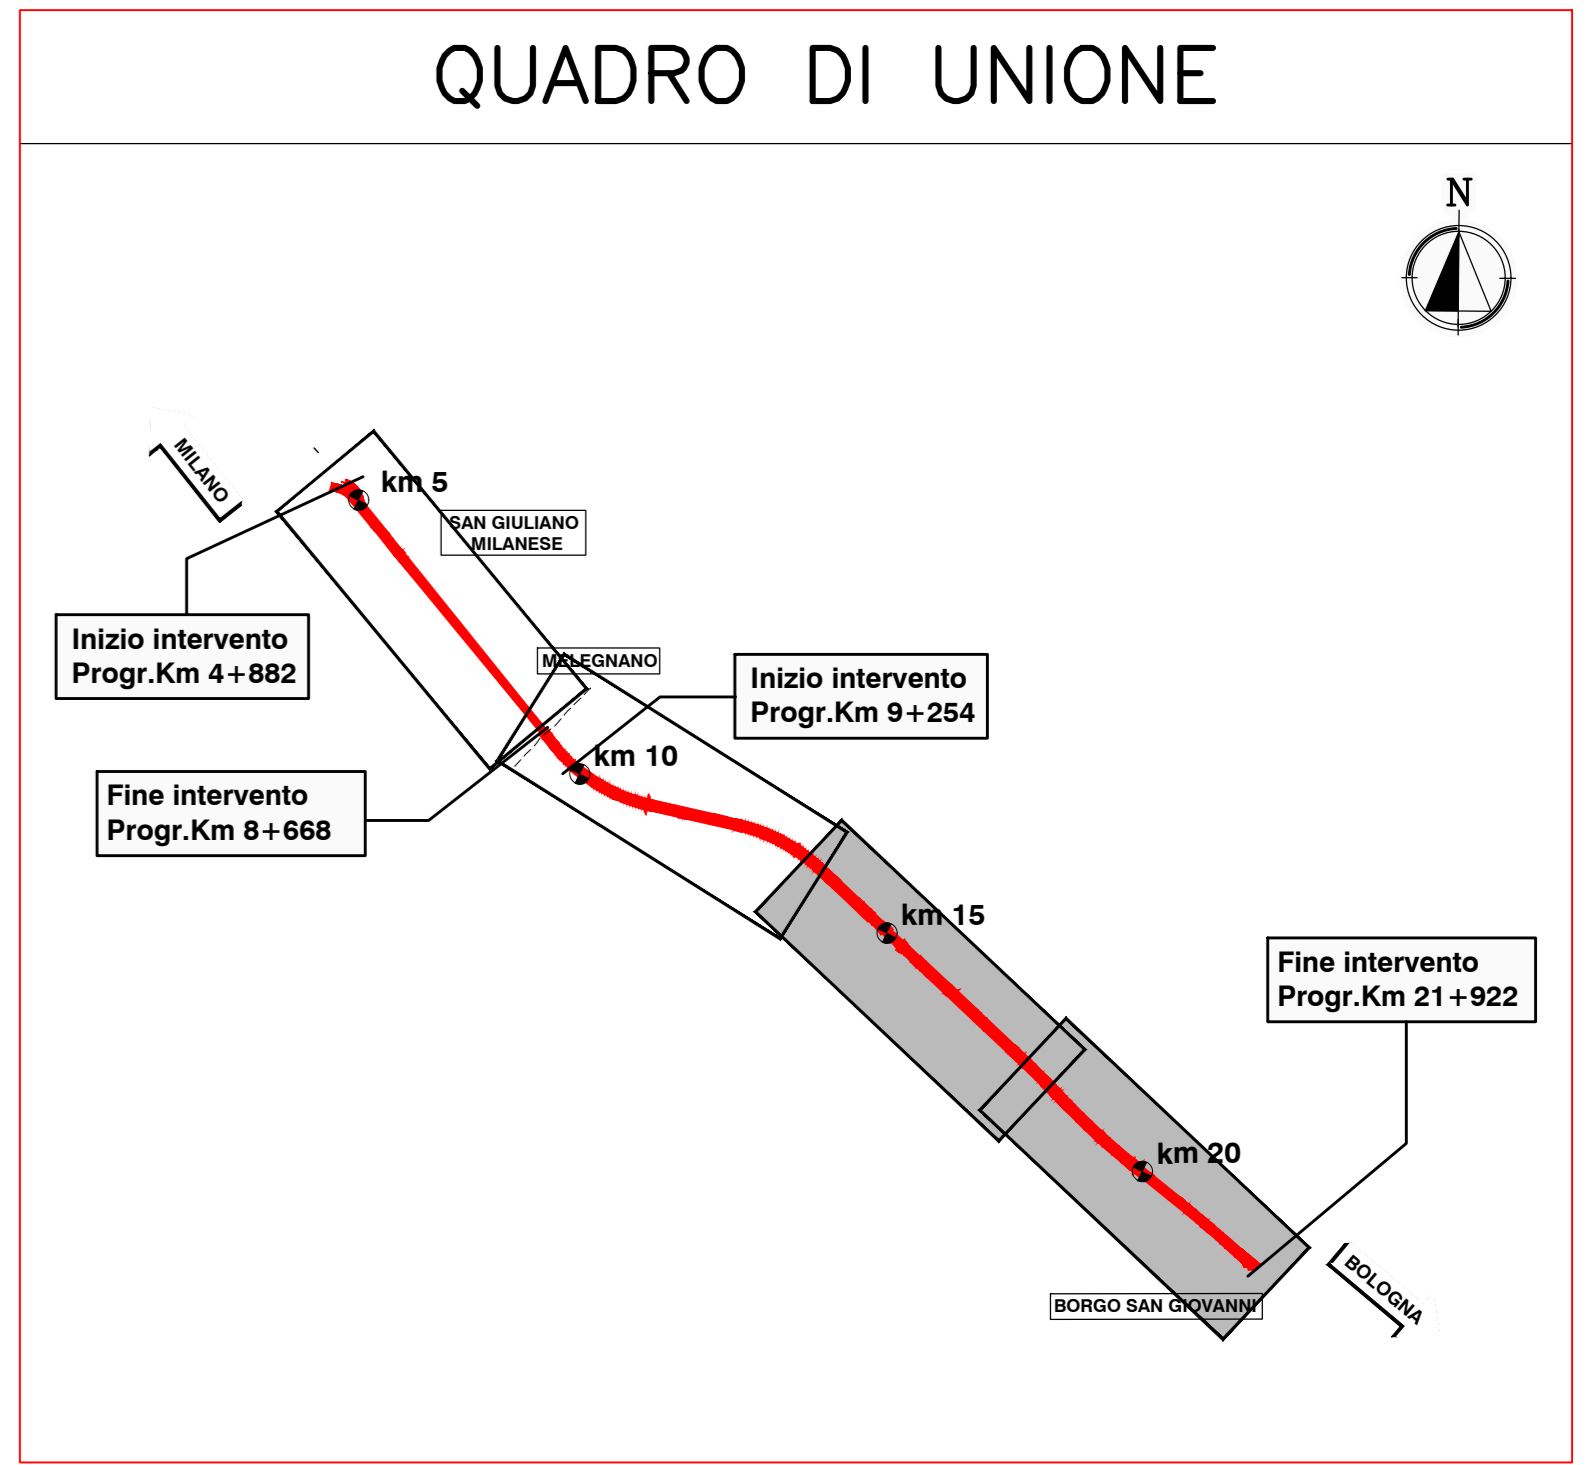 QUADRO DI UNIONE
N
MILANO
km 5
SAN GIULIANO
MILANESE
Inizio intervento
Progr.Km 4+882
MELEGNANO
Inizio intervento
Progr.Km 9+254
km 10
Fine intervento
Progr.Km 8+668
km 15
Fine intervento
Progr.Km 21+922
km 20
BOLOGNA
BORGO SAN GIOVANNI